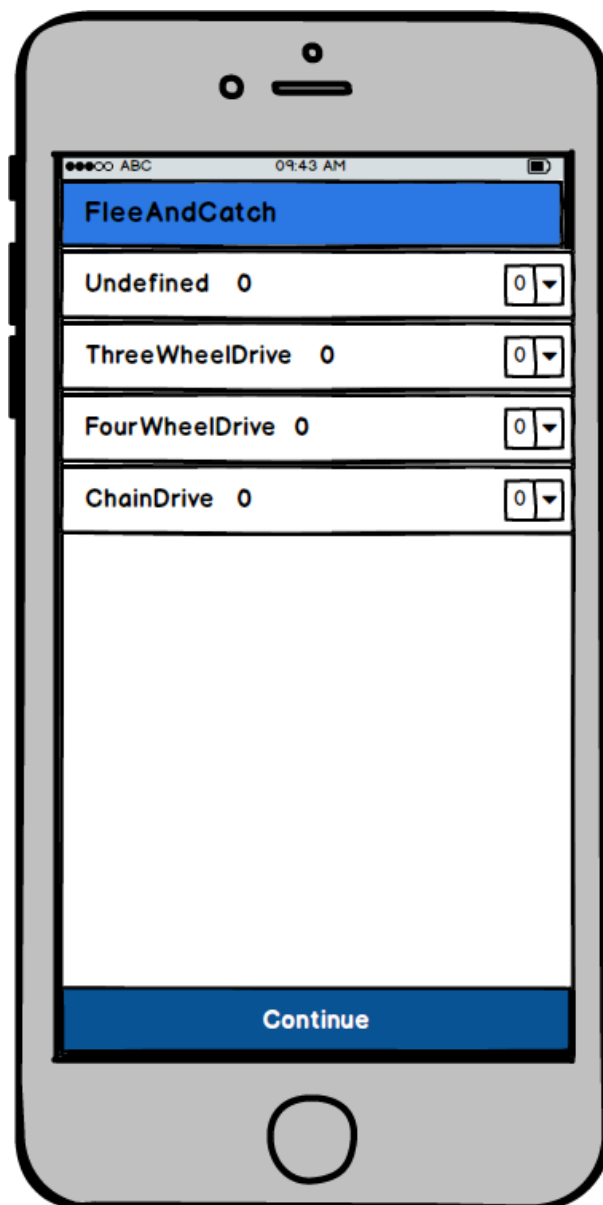 ABC 09:43 AM
FleeAndCatch
Undefined 0 0
ThreeWheelDrive 0 0
FourWheelDrive 0 0
ChainDrive 0 0
Continue